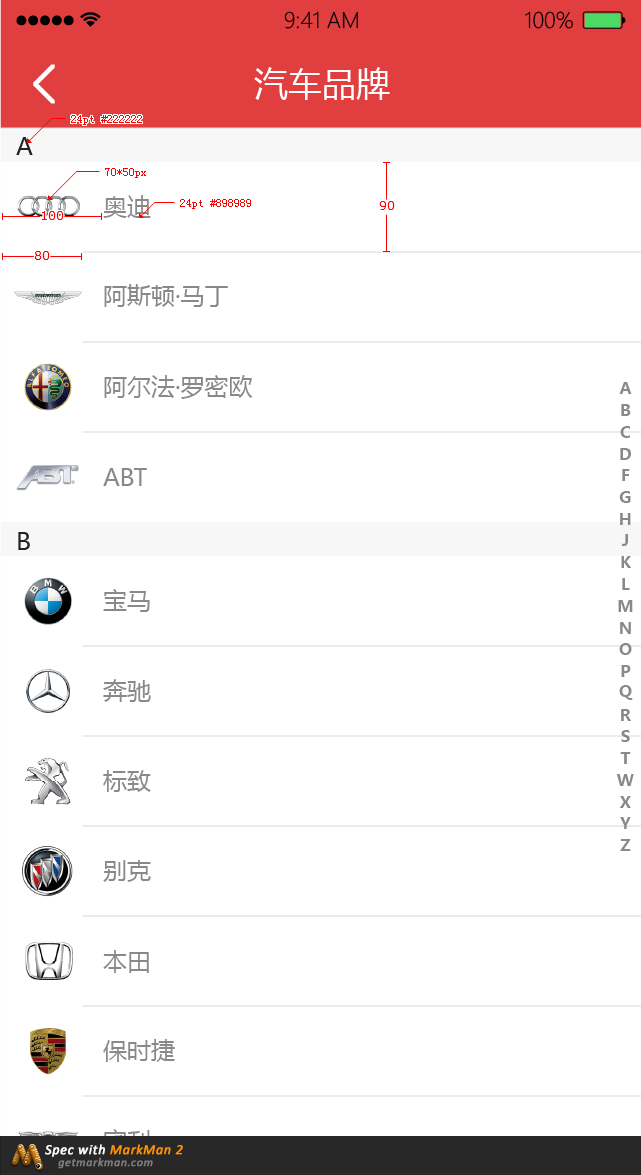 9:41 AM 100%
汽车品牌
24pt #222222
A
70*50px
奥迪
24pt #898989
100
90
80
阿斯顿·马丁
阿尔法·罗密欧
ABT
B
宝马
奔驰
标致
别克
本田
保时捷
A
B
C
D
F
G
H
J
K
L
M
N
O
P
Q
R
S
T
W
X
Y
Z
Spec with MarkMan 2
getmarkman.com